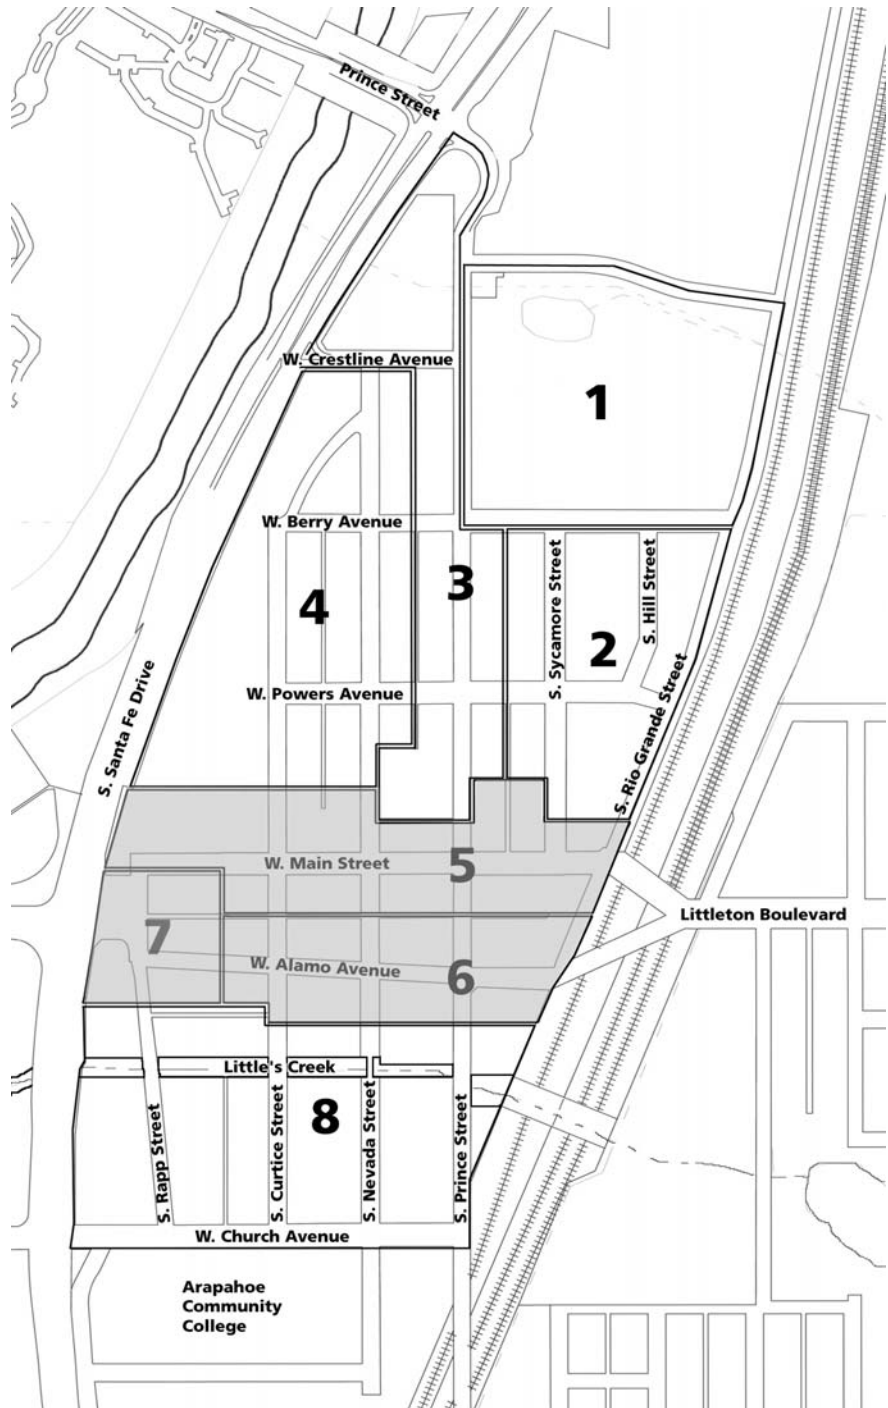 Prince Street
W. Crestline Avenue
1
W. Berry Avenue
3
4
S. Sycamore Street
S. Hill Street
2
W. Powers Avenue
S. Santa Fe Drive
S. Rio Grande Street
W. Main Street
5
Littleton Boulevard
7
W. Alamo Avenue
6
Little's Creek
8
S. Rapp Street
S. Curtice Street
S. Nevada Street
S. Prince Street
W. Church Avenue
Arapahoe
Community
College